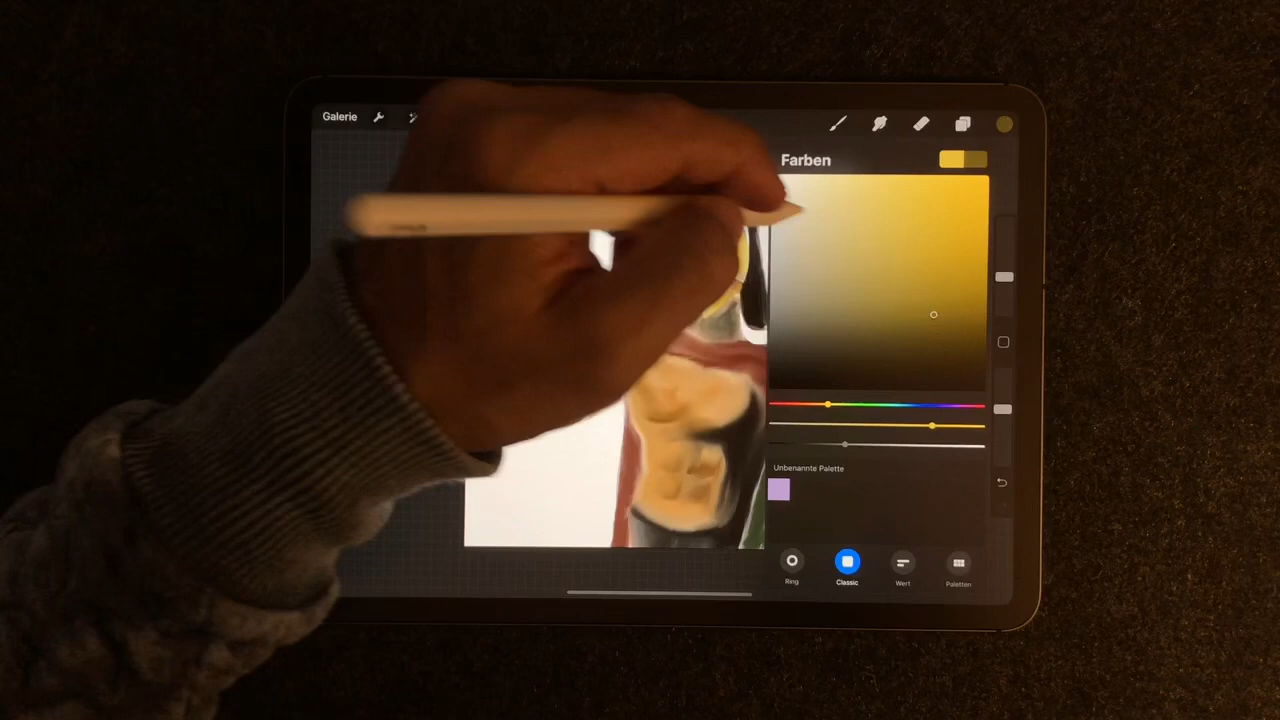 Galerie
Farben
Unbenannte Palette
Ring
Classic
Wert
Paletten